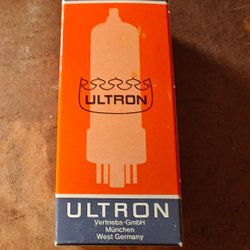 ULTRON
ULTRON
Vertriebs-GmbH
München
West Germany